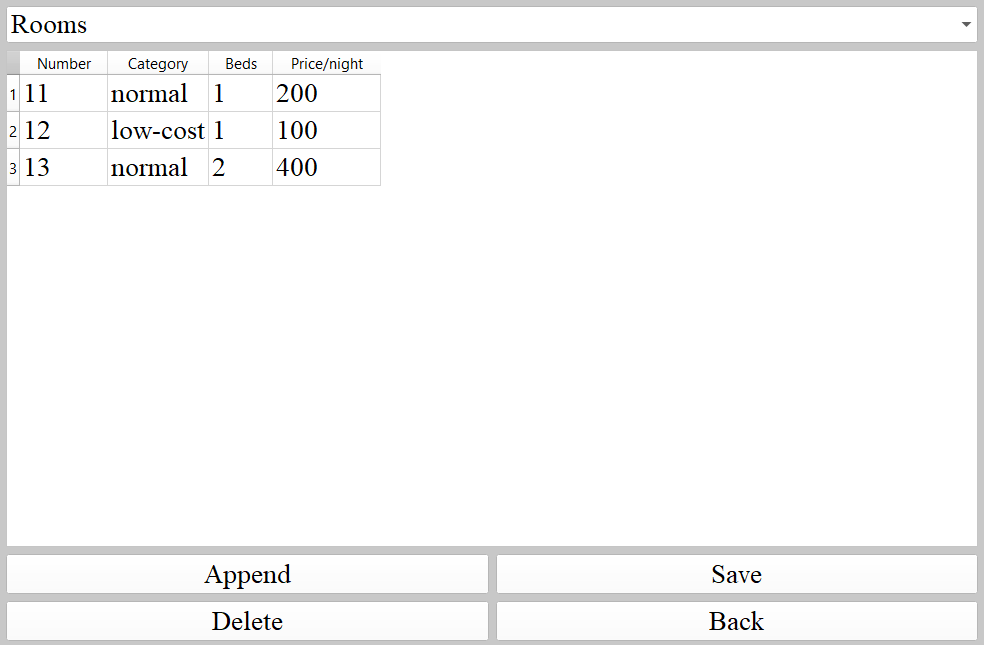 Rooms
Number Category Beds Price/night
1 11 normal 1 200
2 12 low-cost 1 100
3 13 normal 2 400
Append Save
Delete Back